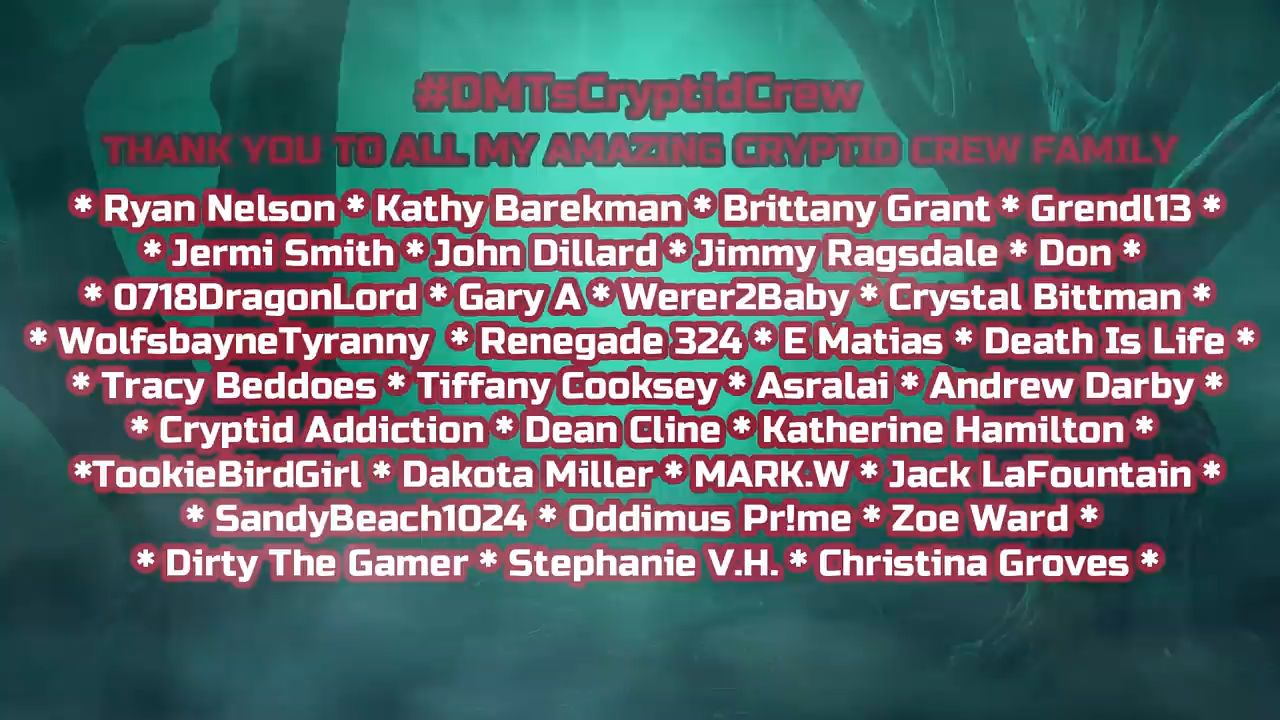 #DMTsCryptidCrew
THANK YOU TO ALL MY AMAZING CRYPTID CREW FAMILY
* Ryan Nelson * Kathy Barekman * Brittany Grant * Grendl13 *
* Jermi Smith * John Dillard * Jimmy Ragsdale * Don *
* 0718DragonLord * Gary A * Werer2Baby * Crystal Bittman *
* WolfsbayneTyranny * Renegade 324 * E Matias * Death Is Life *
* Tracy Beddoes * Tiffany Cooksey * Asralai * Andrew Darby *
* Cryptid Addiction * Dean Cline * Katherine Hamilton *
*TookieBirdGirl * Dakota Miller * MARK.W * Jack LaFountain *
* SandyBeach1024 * Oddimus Pr!me * Zoe Ward *
* Dirty The Gamer * Stephanie V.H. * Christina Groves *